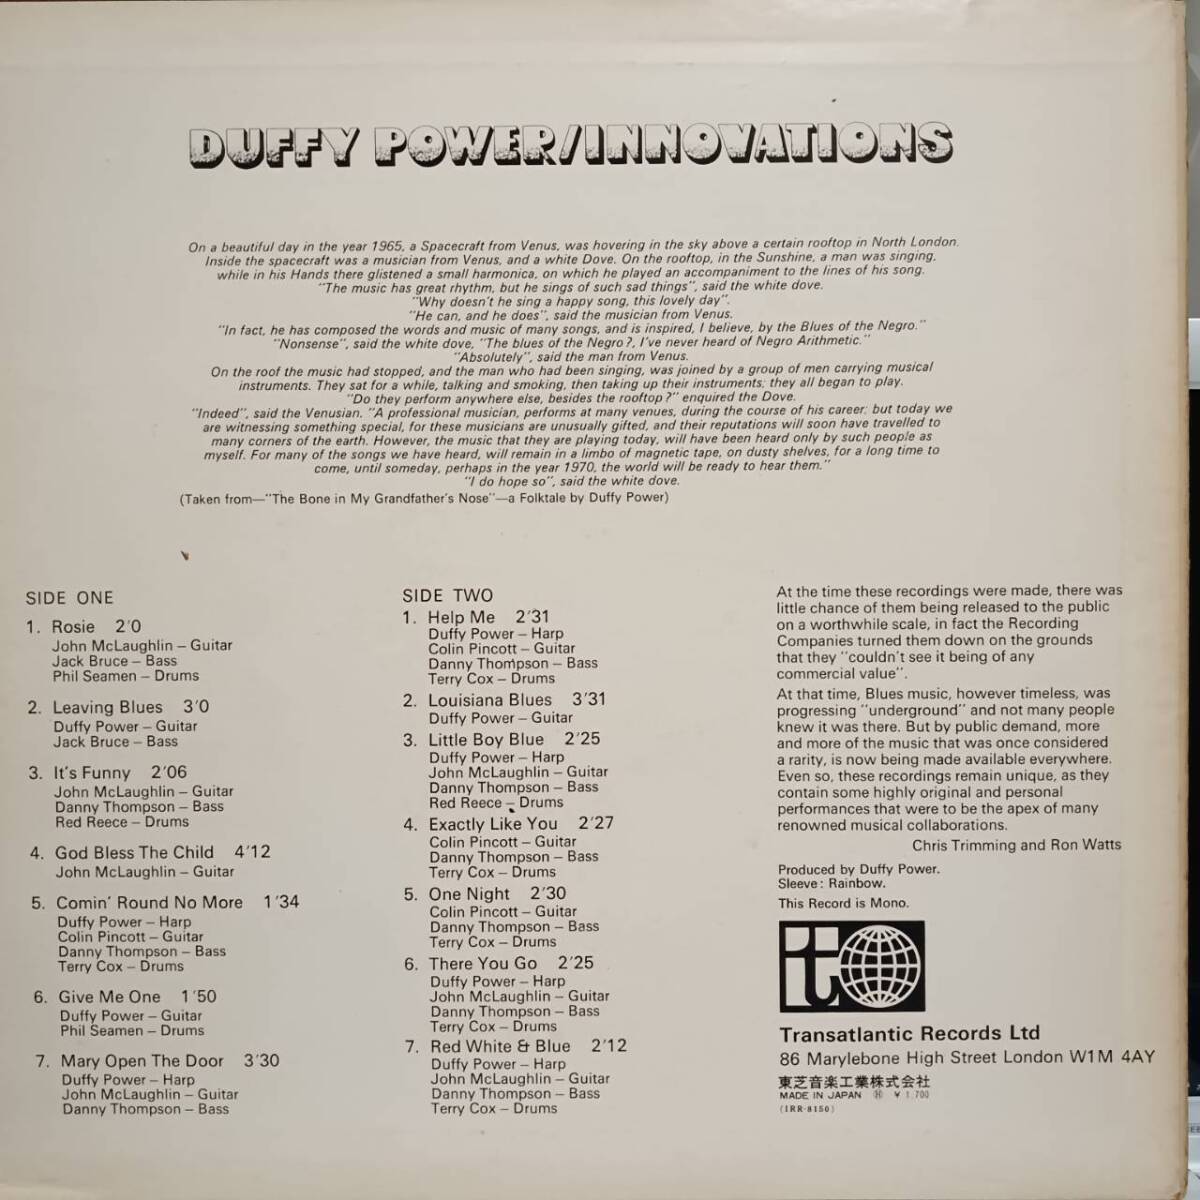 DUFFY POWER/INNOVATIONS
On a beautiful day in the year 1965, a Spacecraft from Venus, was hovering in the sky above a certain rooftop in North London.
Inside the spacecraft was a musician from Venus, and a white Dove. On the rooftop, in the Sunshine, a man was singing,
while in his Hands there glistened a small harmonica, on which he played an accompaniment to the lines of his song.
"The music has great rhythm, but he sings of such sad things", said the white dove.
"Why doesn't he sing a happy song, this lovely day".
"He can, and he does", said the musician from Venus.
"In fact, he has composed the words and music of many songs, and is inspired, I believe, by the Blues of the Negro."
"Nonsense", said the white dove, "The blues of the Negro?, I've never heard of Negro Arithmetic."
"Absolutely", said the man from Venus.
On the roof the music had stopped, and the man who had been singing, was joined by a group of men carrying musical
instruments. They sat for a while, talking and smoking, then taking up their instruments; they all began to play.
"Do they perform anywhere else, besides the rooftop?" enquired the Dove.
"Indeed", said the Venusian. "A professional musician, performs at many venues, during the course of his career; but today we
are witnessing something special, for these musicians are unusually gifted, and their reputations will soon have travelled to
many corners of the earth. However, the music that they are playing today, will have been heard only by such people as
myself. For many of the songs we have heard, will remain in a limbo of magnetic tape, on dusty shelves, for a long time to
come, until someday, perhaps in the year 1970, the world will be ready to hear them."
"I do hope so", said the white dove.
(Taken from—"The Bone in My Grandfather's Nose"—a Folktale by Duffy Power)
SIDE ONE
1. Rosie 2'0
John McLaughlin – Guitar
Jack Bruce – Bass
Phil Seamen – Drums
2. Leaving Blues 3'0
Duffy Power – Guitar
Jack Bruce – Bass
3. It's Funny 2'06
John McLaughlin – Guitar
Danny Thompson – Bass
Red Reece – Drums
4. God Bless The Child 4'12
John McLaughlin – Guitar
5. Comin' Round No More 1'34
Duffy Power – Harp
Colin Pincott – Guitar
Danny Thompson – Bass
Terry Cox – Drums
6. Give Me One 1'50
Duffy Power – Guitar
Phil Seamen – Drums
7. Mary Open The Door 3'30
Duffy Power – Harp
John McLaughlin – Guitar
Danny Thompson – Bass
SIDE TWO
1. Help Me 2'31
Duffy Power – Harp
Colin Pincott – Guitar
Danny Thompson – Bass
Terry Cox – Drums
2. Louisiana Blues 3'31
Duffy Power – Guitar
3. Little Boy Blue 2'25
Duffy Power – Harp
John McLaughlin – Guitar
Danny Thompson – Bass
Red Reece – Drums
4. Exactly Like You 2'27
Colin Pincott – Guitar
Danny Thompson – Bass
Terry Cox – Drums
5. One Night 2'30
Colin Pincott – Guitar
Danny Thompson – Bass
Terry Cox – Drums
6. There You Go 2'25
Duffy Power – Harp
John McLaughlin – Guitar
Danny Thompson – Bass
Terry Cox – Drums
7. Red White & Blue 2'12
Duffy Power – Harp
John McLaughlin – Guitar
Danny Thompson – Bass
Terry Cox – Drums
At the time these recordings were made, there was
little chance of them being released to the public
on a worthwhile scale, in fact the Recording
Companies turned them down on the grounds
that they "couldn't see it being of any
commercial value".
At that time, Blues music, however timeless, was
progressing "underground" and not many people
knew it was there. But by public demand, more
and more of the music that was once considered
a rarity, is now being made available everywhere.
Even so, these recordings remain unique, as they
contain some highly original and personal
performances that were to be the apex of many
renowned musical collaborations.
Chris Trimming and Ron Watts
Produced by Duffy Power.
Sleeve: Rainbow.
This Record is Mono.
it
Transatlantic Records Ltd
86 Marylebone High Street London W1M 4AY
東芝音楽工業株式会社
MADE IN JAPAN Ⓗ ¥ 1,700
(IRR-8150)